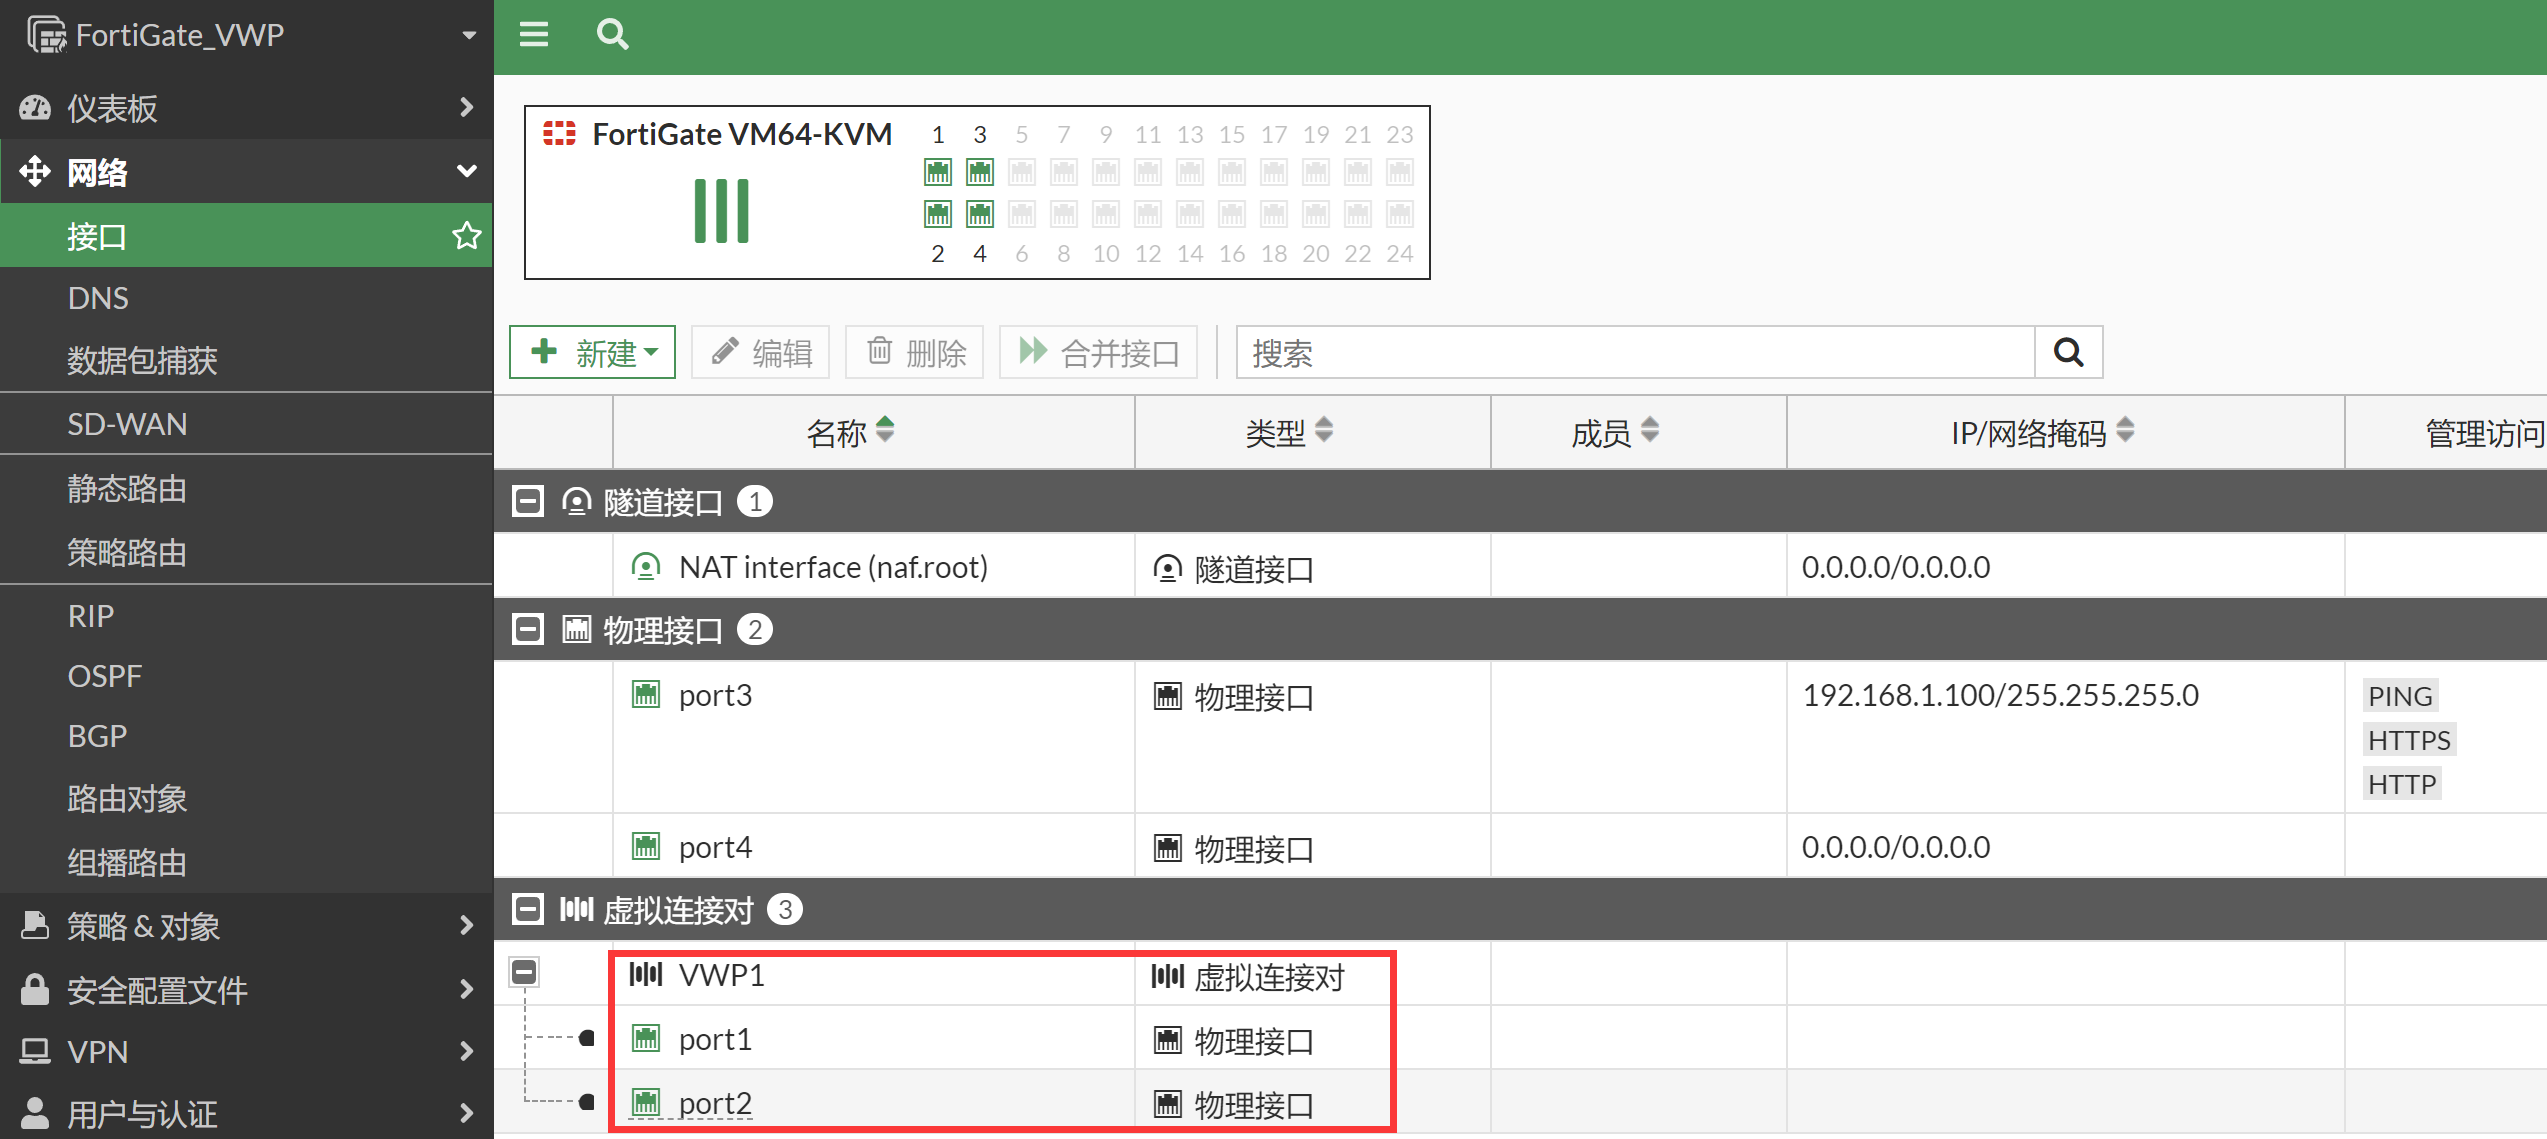 FortiGate_VWP
仪表板
网络
接口
DNS
数据包捕获
SD-WAN
静态路由
策略路由
RIP
OSPF
BGP
路由对象
组播路由
策略 & 对象
安全配置文件
VPN
用户与认证
FortiGate VM64-KVM
1 3 5 7 9 11 13 15 17 19 21 23
2 4 6 8 10 12 14 16 18 20 22 24
新建 编辑 删除 合并接口 搜索
名称 类型 成员 IP/网络掩码 管理访问
隧道接口 1
NAT interface (naf.root) 隧道接口 0.0.0.0/0.0.0.0
物理接口 2
port3 物理接口 192.168.1.100/255.255.255.0 PING
HTTPS
HTTP
port4 物理接口 0.0.0.0/0.0.0.0
虚拟连接对 3
VWP1 虚拟连接对
port1 物理接口
port2 物理接口